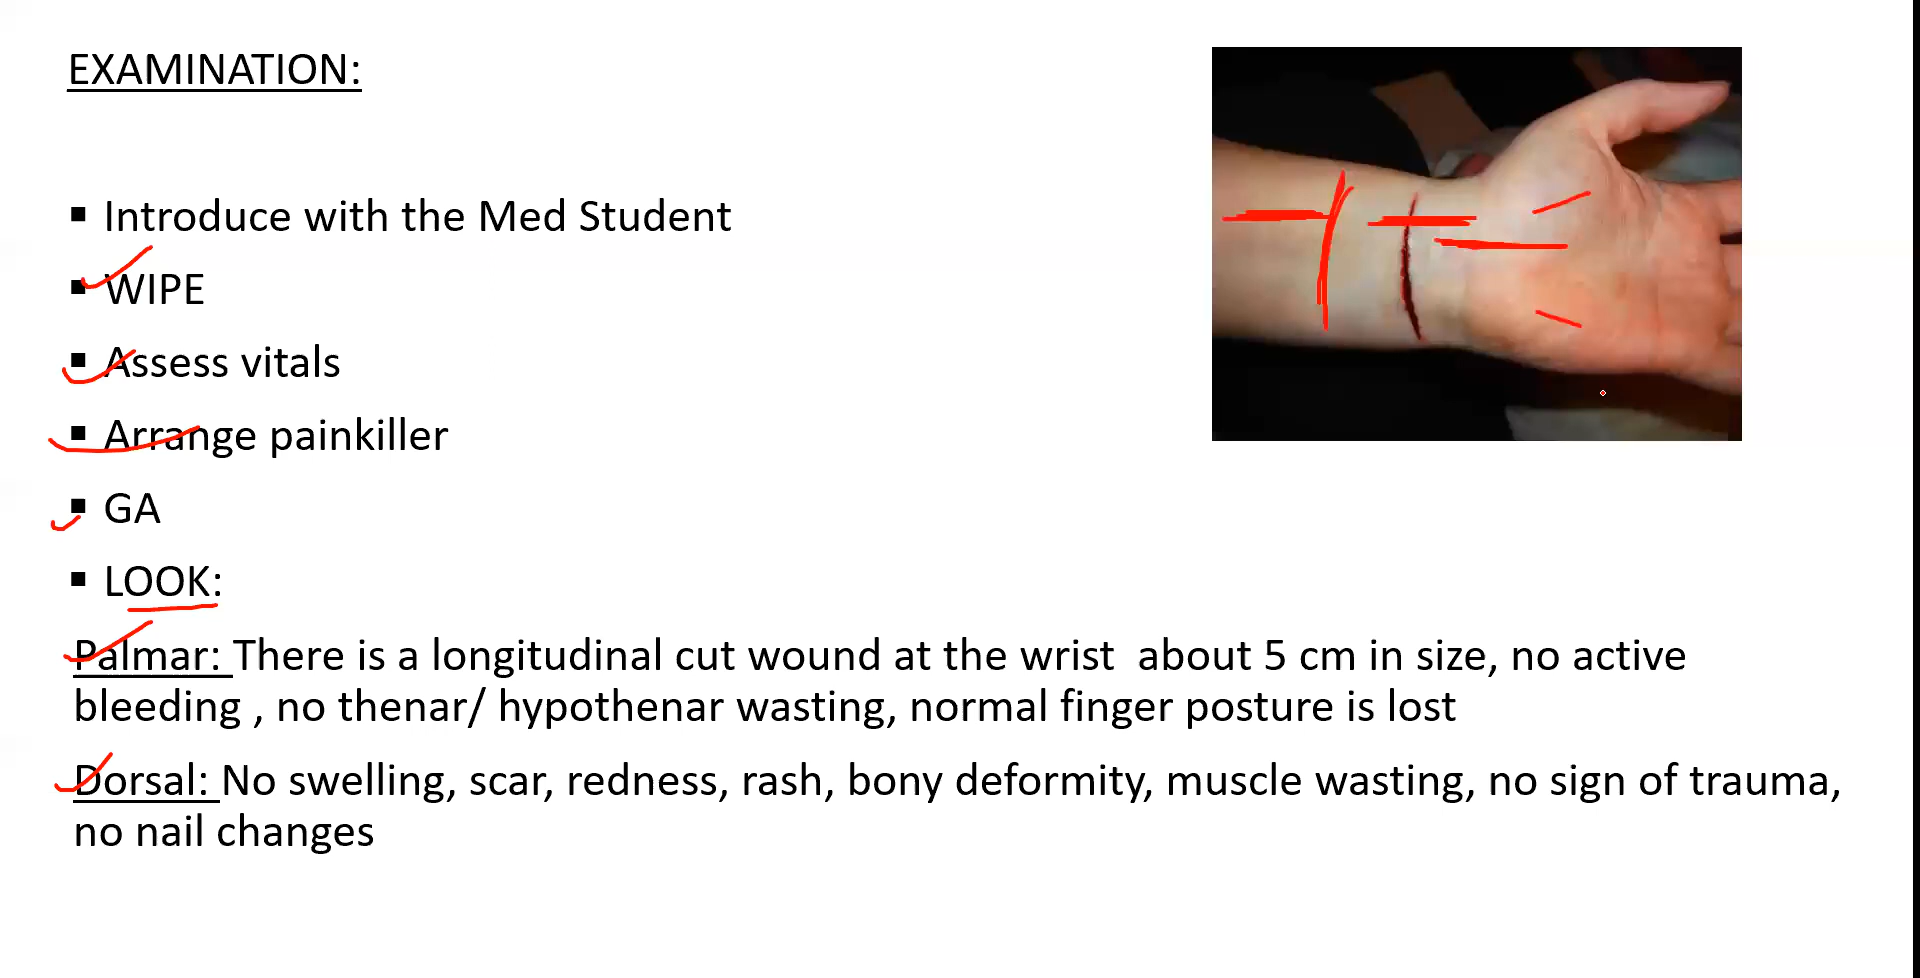 EXAMINATION:
▪ Introduce with the Med Student
▪ WIPE
▪ Assess vitals
▪ Arrange painkiller
▪ GA
▪ LOOK:
Palmar: There is a longitudinal cut wound at the wrist about 5 cm in size, no active
bleeding , no thenar/ hypothenar wasting, normal finger posture is lost
Dorsal: No swelling, scar, redness, rash, bony deformity, muscle wasting, no sign of trauma,
no nail changes